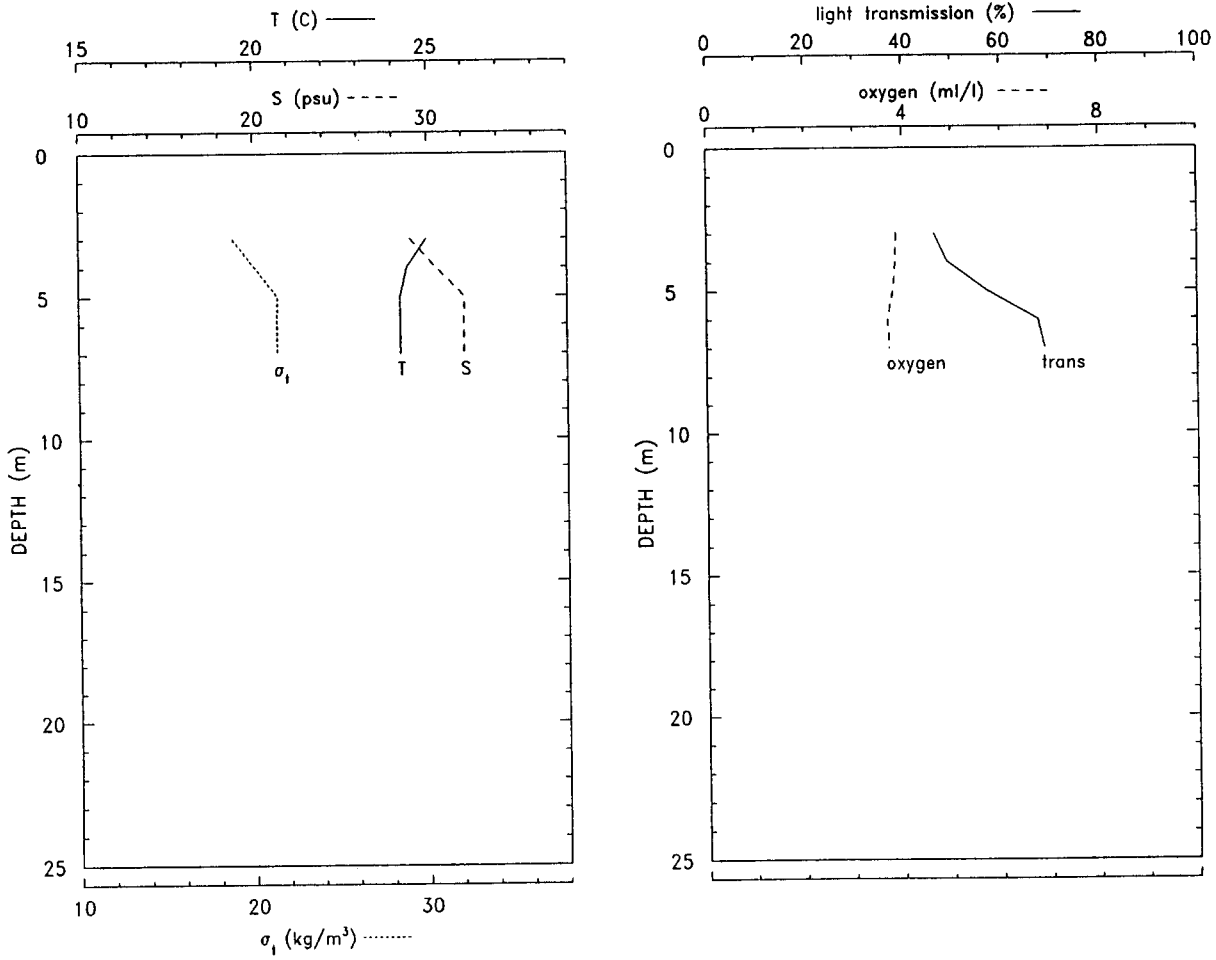 T (C)
15 20 25
S (psu)
10 20 30
0
5
10
15
20
25
DEPTH (m)
σt
T
S
10 20 30
σt (kg/m³)
light transmission (%)
0 20 40 60 80 100
oxygen (ml/l)
0 4 8
0
5
10
15
20
25
DEPTH (m)
oxygen
trans